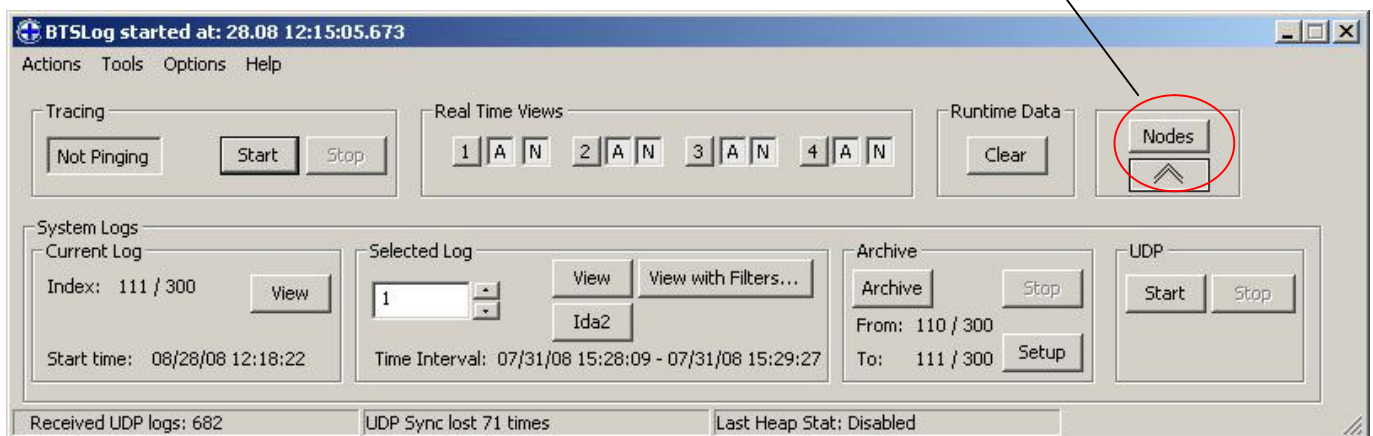 BTSLog started at: 28.08 12:15:05.673
Actions Tools Options Help
Tracing
Real Time Views
Runtime Data
Not Pinging Start Stop
1 A N 2 A N 3 A N 4 A N
Clear
Nodes
System Logs
Current Log
Index: 111 / 300 View
Start time: 08/28/08 12:18:22
Selected Log
1 View View with Filters...
Ida2
Time Interval: 07/31/08 15:28:09 - 07/31/08 15:29:27
Archive
Archive Stop
From: 110 / 300
To: 111 / 300 Setup
UDP
Start Stop
Received UDP logs: 682 UDP Sync lost 71 times Last Heap Stat: Disabled